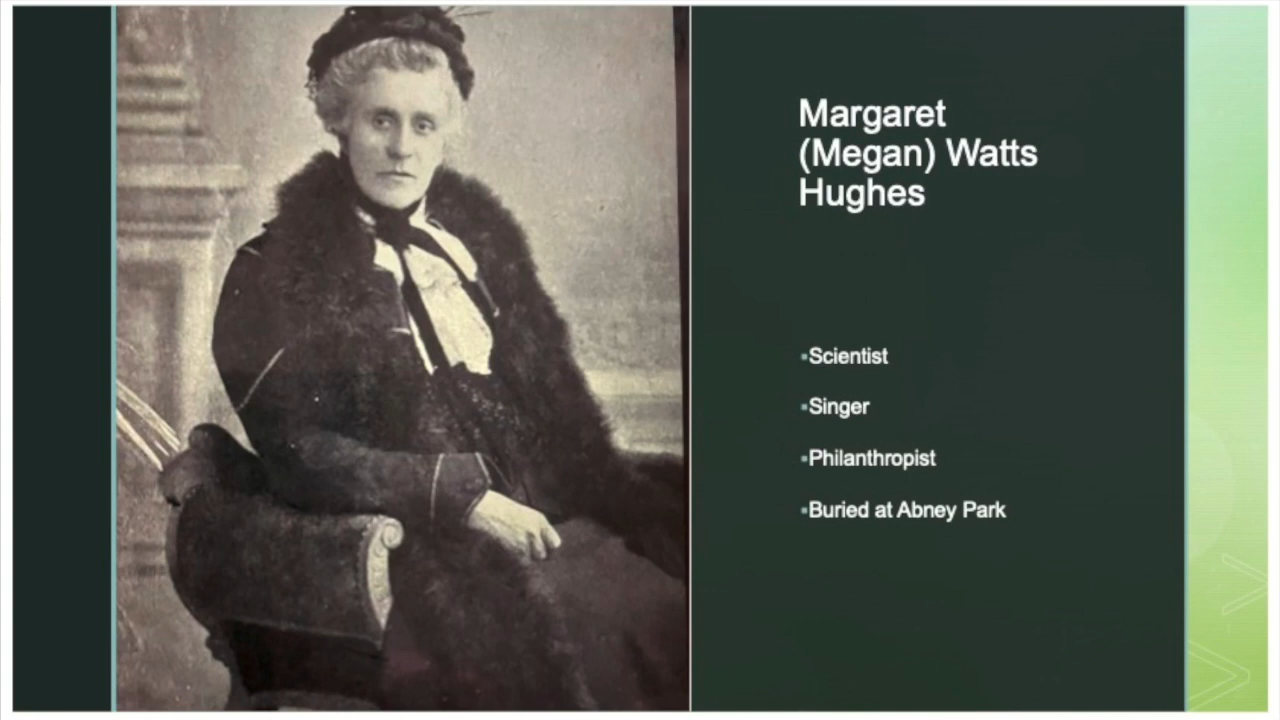 Margaret
(Megan) Watts
Hughes
▪Scientist
▪Singer
▪Philanthropist
▪Buried at Abney Park